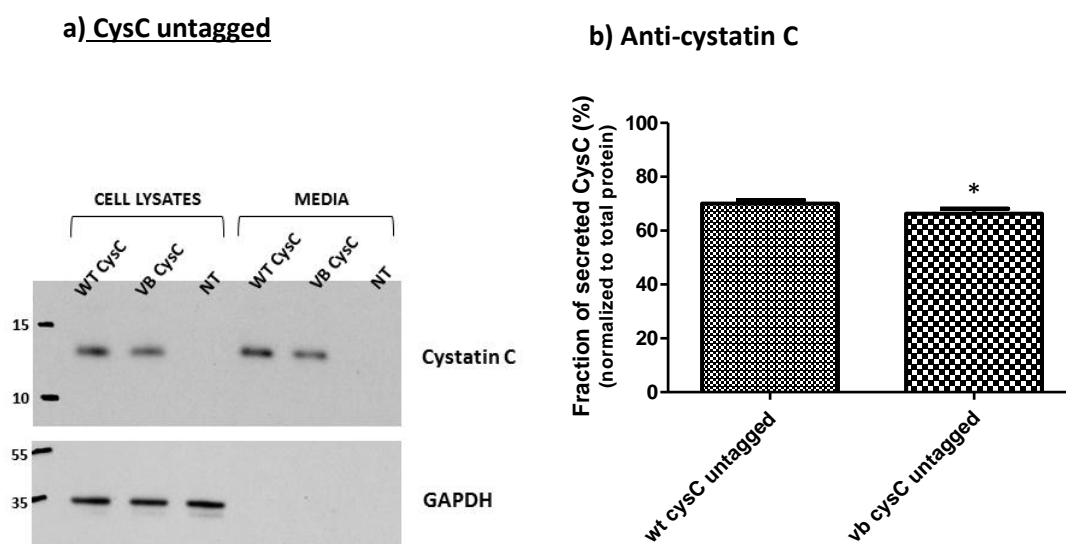 a) CysC untagged
CELL LYSATES
MEDIA
WT CysC
VB CysC
NT
WT CysC
VB CysC
NT
15
10
Cystatin C
55
35
GAPDH
b) Anti-cystatin C
Fraction of secreted CysC (%)
(normalized to total protein)
100
80
60
40
20
0
*
wt cysC untagged
vb cysC untagged